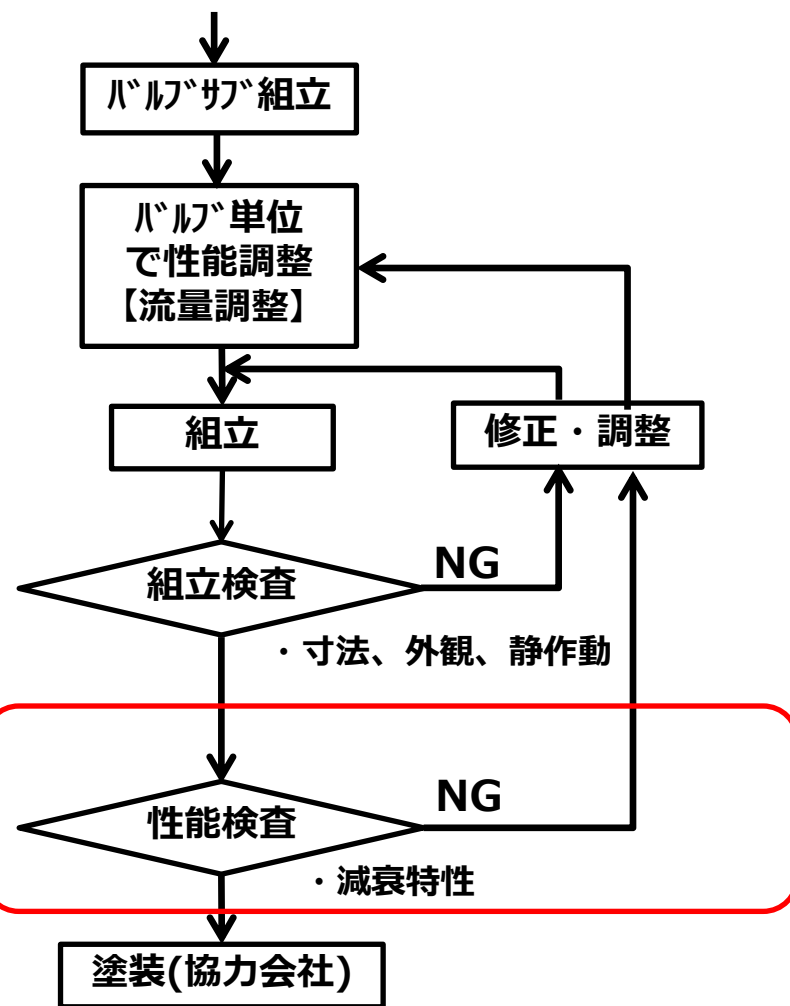 ﾊﾞﾙﾌﾞｻﾌﾞ組立
ﾊﾞﾙﾌﾞ単位
で性能調整
【流量調整】
組立
修正・調整
組立検査
NG
・寸法、外観、静作動
性能検査
NG
・減衰特性
塗装(協力会社)